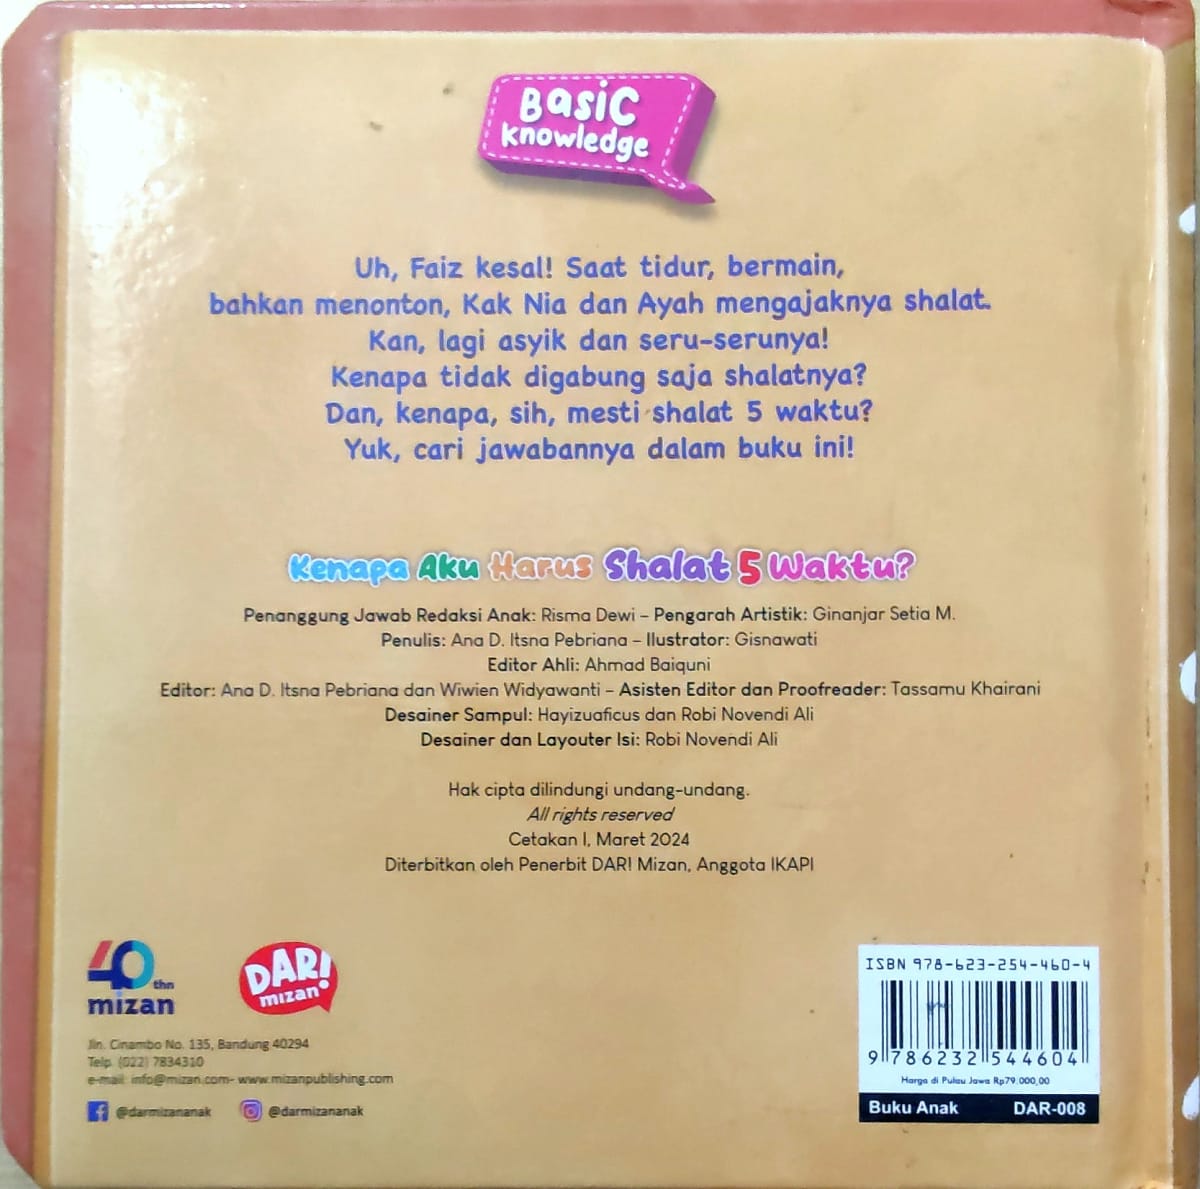 Basic
Knowledge
Uh, Faiz kesal! Saat tidur, bermain,
bahkan menonton, Kak Nia dan Ayah mengajaknya shalat.
Kan, lagi asyik dan seru-serunya!
Kenapa tidak digabung saja shalatnya?
Dan, kenapa, sih, mesti shalat 5 waktu?
Yuk, cari jawabannya dalam buku ini!
Kenapa Aku Harus Shalat 5 Waktu?
Penanggung Jawab Redaksi Anak: Risma Dewi – Pengarah Artistik: Ginanjar Setia M.
Penulis: Ana D. Itsna Pebriana – Ilustrator: Gisnawati
Editor Ahli: Ahmad Baiquni
Editor: Ana D. Itsna Pebriana dan Wiwien Widyawanti – Asisten Editor dan Proofreader: Tassamu Khairani
Desainer Sampul: Hayizuaficus dan Robi Novendi Ali
Desainer dan Layouter Isi: Robi Novendi Ali
Hak cipta dilindungi undang-undang.
All rights reserved
Cetakan I, Maret 2024
Diterbitkan oleh Penerbit DAR! Mizan, Anggota IKAPI
40 thn
mizan
DAR!
mizan
Jln. Cinambo No. 135, Bandung 40294
Telp. (022) 7834310
e-mail: info@mizan.com- www.mizanpublishing.com
@darmizananak @darmizananak
ISBN 978-623-254-460-4
9 786232 544604
Harga di Pulau Jawa Rp79.000,00
Buku Anak DAR-008